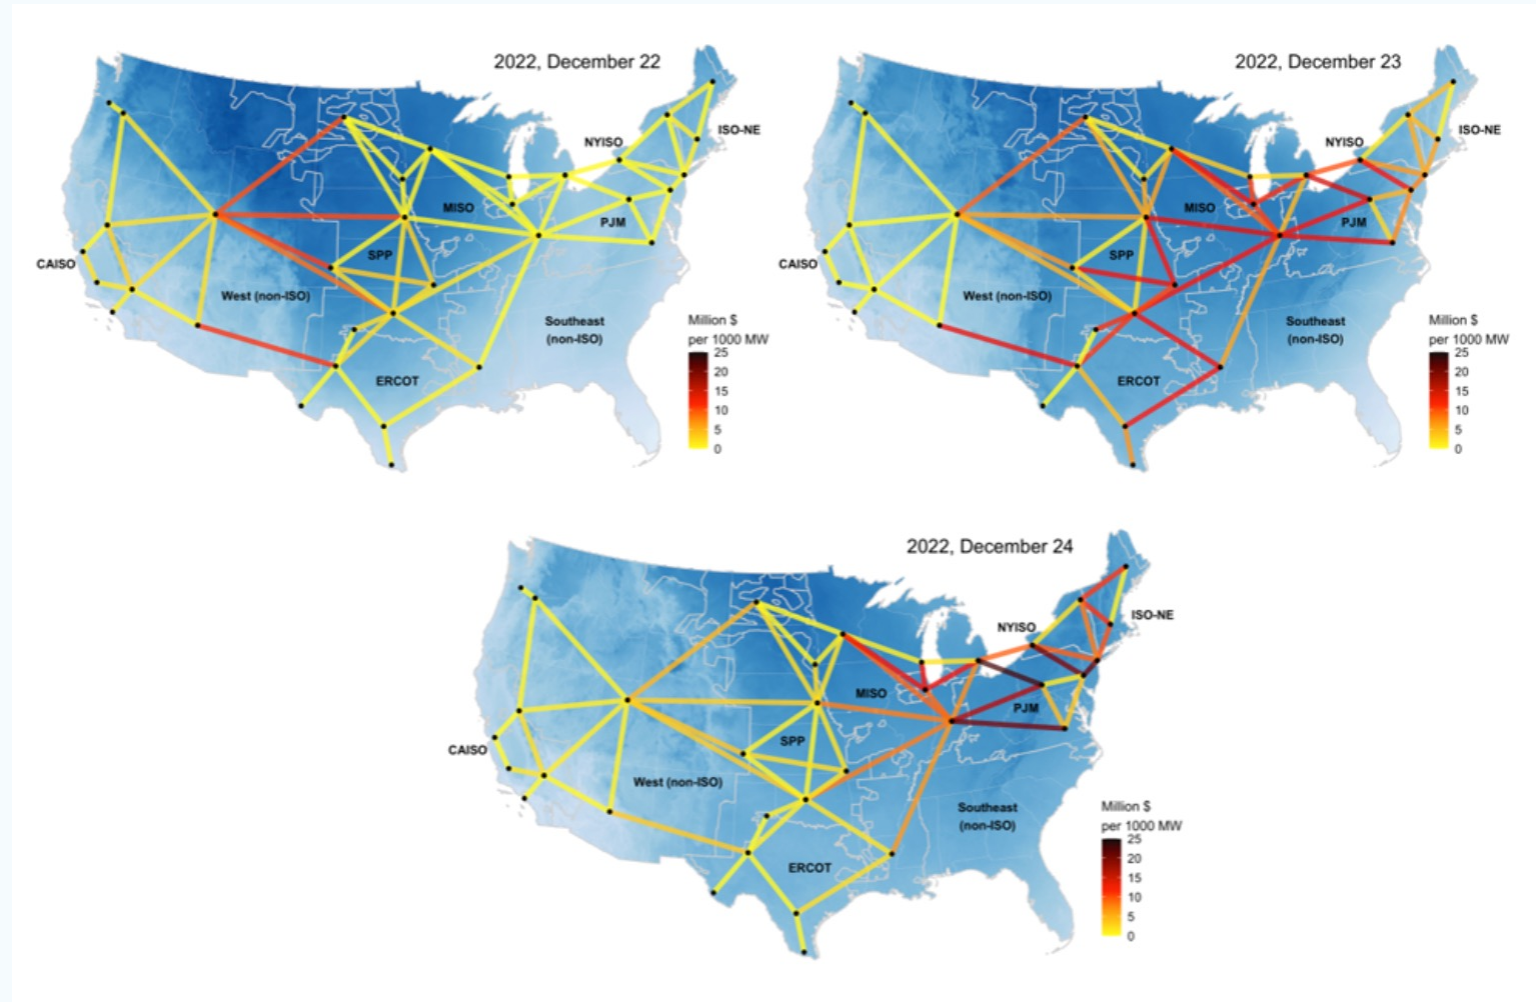 2022, December 22
NYISO
ISO-NE
MISO
PJM
CAISO
SPP
West (non-ISO)
Southeast
(non-ISO)
ERCOT
Million $
per 1000 MW
25
20
15
10
5
0
2022, December 23
NYISO
ISO-NE
MISO
PJM
CAISO
SPP
West (non-ISO)
Southeast
(non-ISO)
ERCOT
Million $
per 1000 MW
25
20
15
10
5
0
2022, December 24
NYISO
ISO-NE
MISO
PJM
CAISO
SPP
West (non-ISO)
Southeast
(non-ISO)
ERCOT
Million $
per 1000 MW
25
20
15
10
5
0